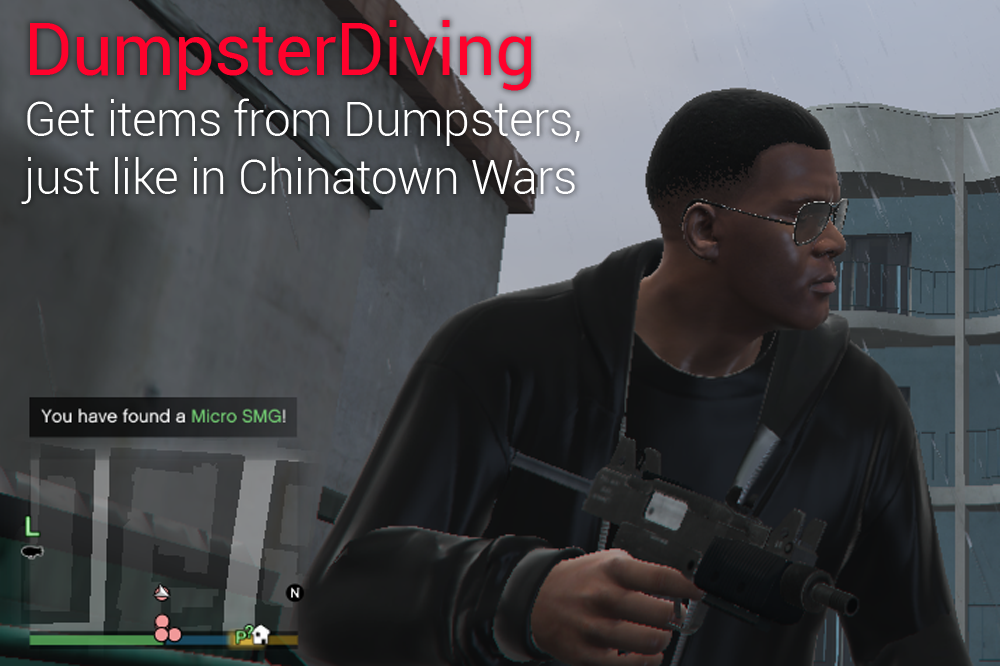 DumpsterDiving
Get items from Dumpsters,
just like in Chinatown Wars
You have found a Micro SMG!
L
N
P?